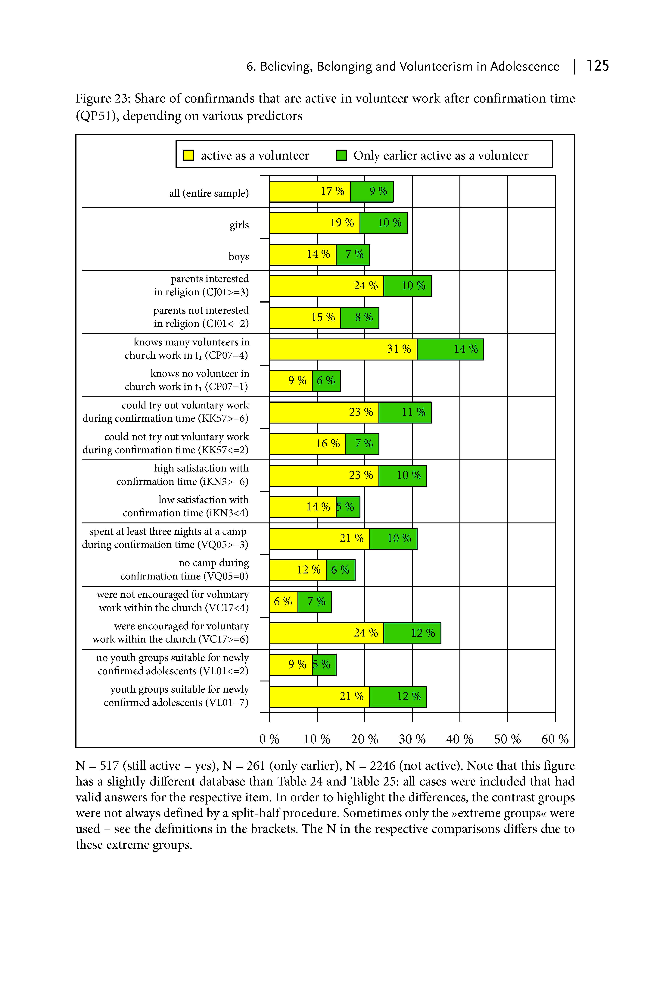 6. Believing, Belonging and Volunteerism in Adolescence | 125
Figure 23: Share of confirmands that are active in volunteer work after confirmation time
(QP51), depending on various predictors
active as a volunteer Only earlier active as a volunteer
all (entire sample) 17 % 9 %
girls 19 % 10 %
boys 14 % 7 %
parents interested
in religion (CJ01>=3) 24 % 10 %
parents not interested
in religion (CJ01<=2) 15 % 8 %
knows many volunteers in
church work in t₁ (CP07=4) 31 % 14 %
knows no volunteer in
church work in t₁ (CP07=1) 9 % 6 %
could try out voluntary work
during confirmation time (KK57>=6) 23 % 11 %
could not try out voluntary work
during confirmation time (KK57<=2) 16 % 7 %
high satisfaction with
confirmation time (iKN3>=6) 23 % 10 %
low satisfaction with
confirmation time (iKN3<4) 14 % 5 %
spent at least three nights at a camp
during confirmation time (VQ05>=3) 21 % 10 %
no camp during
confirmation time (VQ05=0) 12 % 6 %
were not encouraged for voluntary
work within the church (VC17<4) 6 % 7 %
were encouraged for voluntary
work within the church (VC17>=6) 24 % 12 %
no youth groups suitable for newly
confirmed adolescents (VL01<=2) 9 % 5 %
youth groups suitable for newly
confirmed adolescents (VL01=7) 21 % 12 %
0 % 10 % 20 % 30 % 40 % 50 % 60 %
N = 517 (still active = yes), N = 261 (only earlier), N = 2246 (not active). Note that this figure
has a slightly different database than Table 24 and Table 25: all cases were included that had
valid answers for the respective item. In order to highlight the differences, the contrast groups
were not always defined by a split-half procedure. Sometimes only the »extreme groups« were
used – see the definitions in the brackets. The N in the respective comparisons differs due to
these extreme groups.